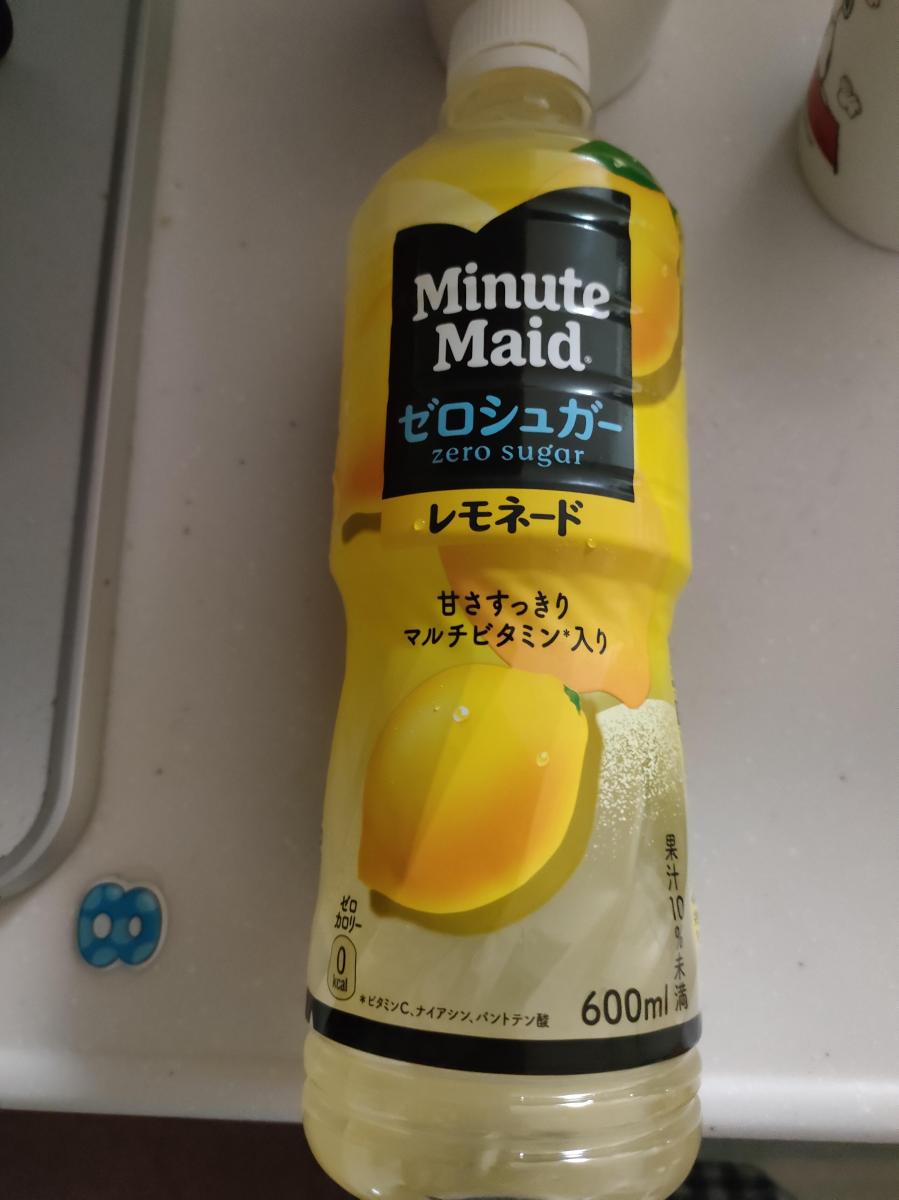 Minute
Maid®
ゼロシュガー
zero sugar
レモネード
甘さすっきり
マルチビタミン*入り
果汁10%未満
ゼロ
カロリー
0
kcal
*ビタミンC、ナイアシン、パントテン酸
600ml